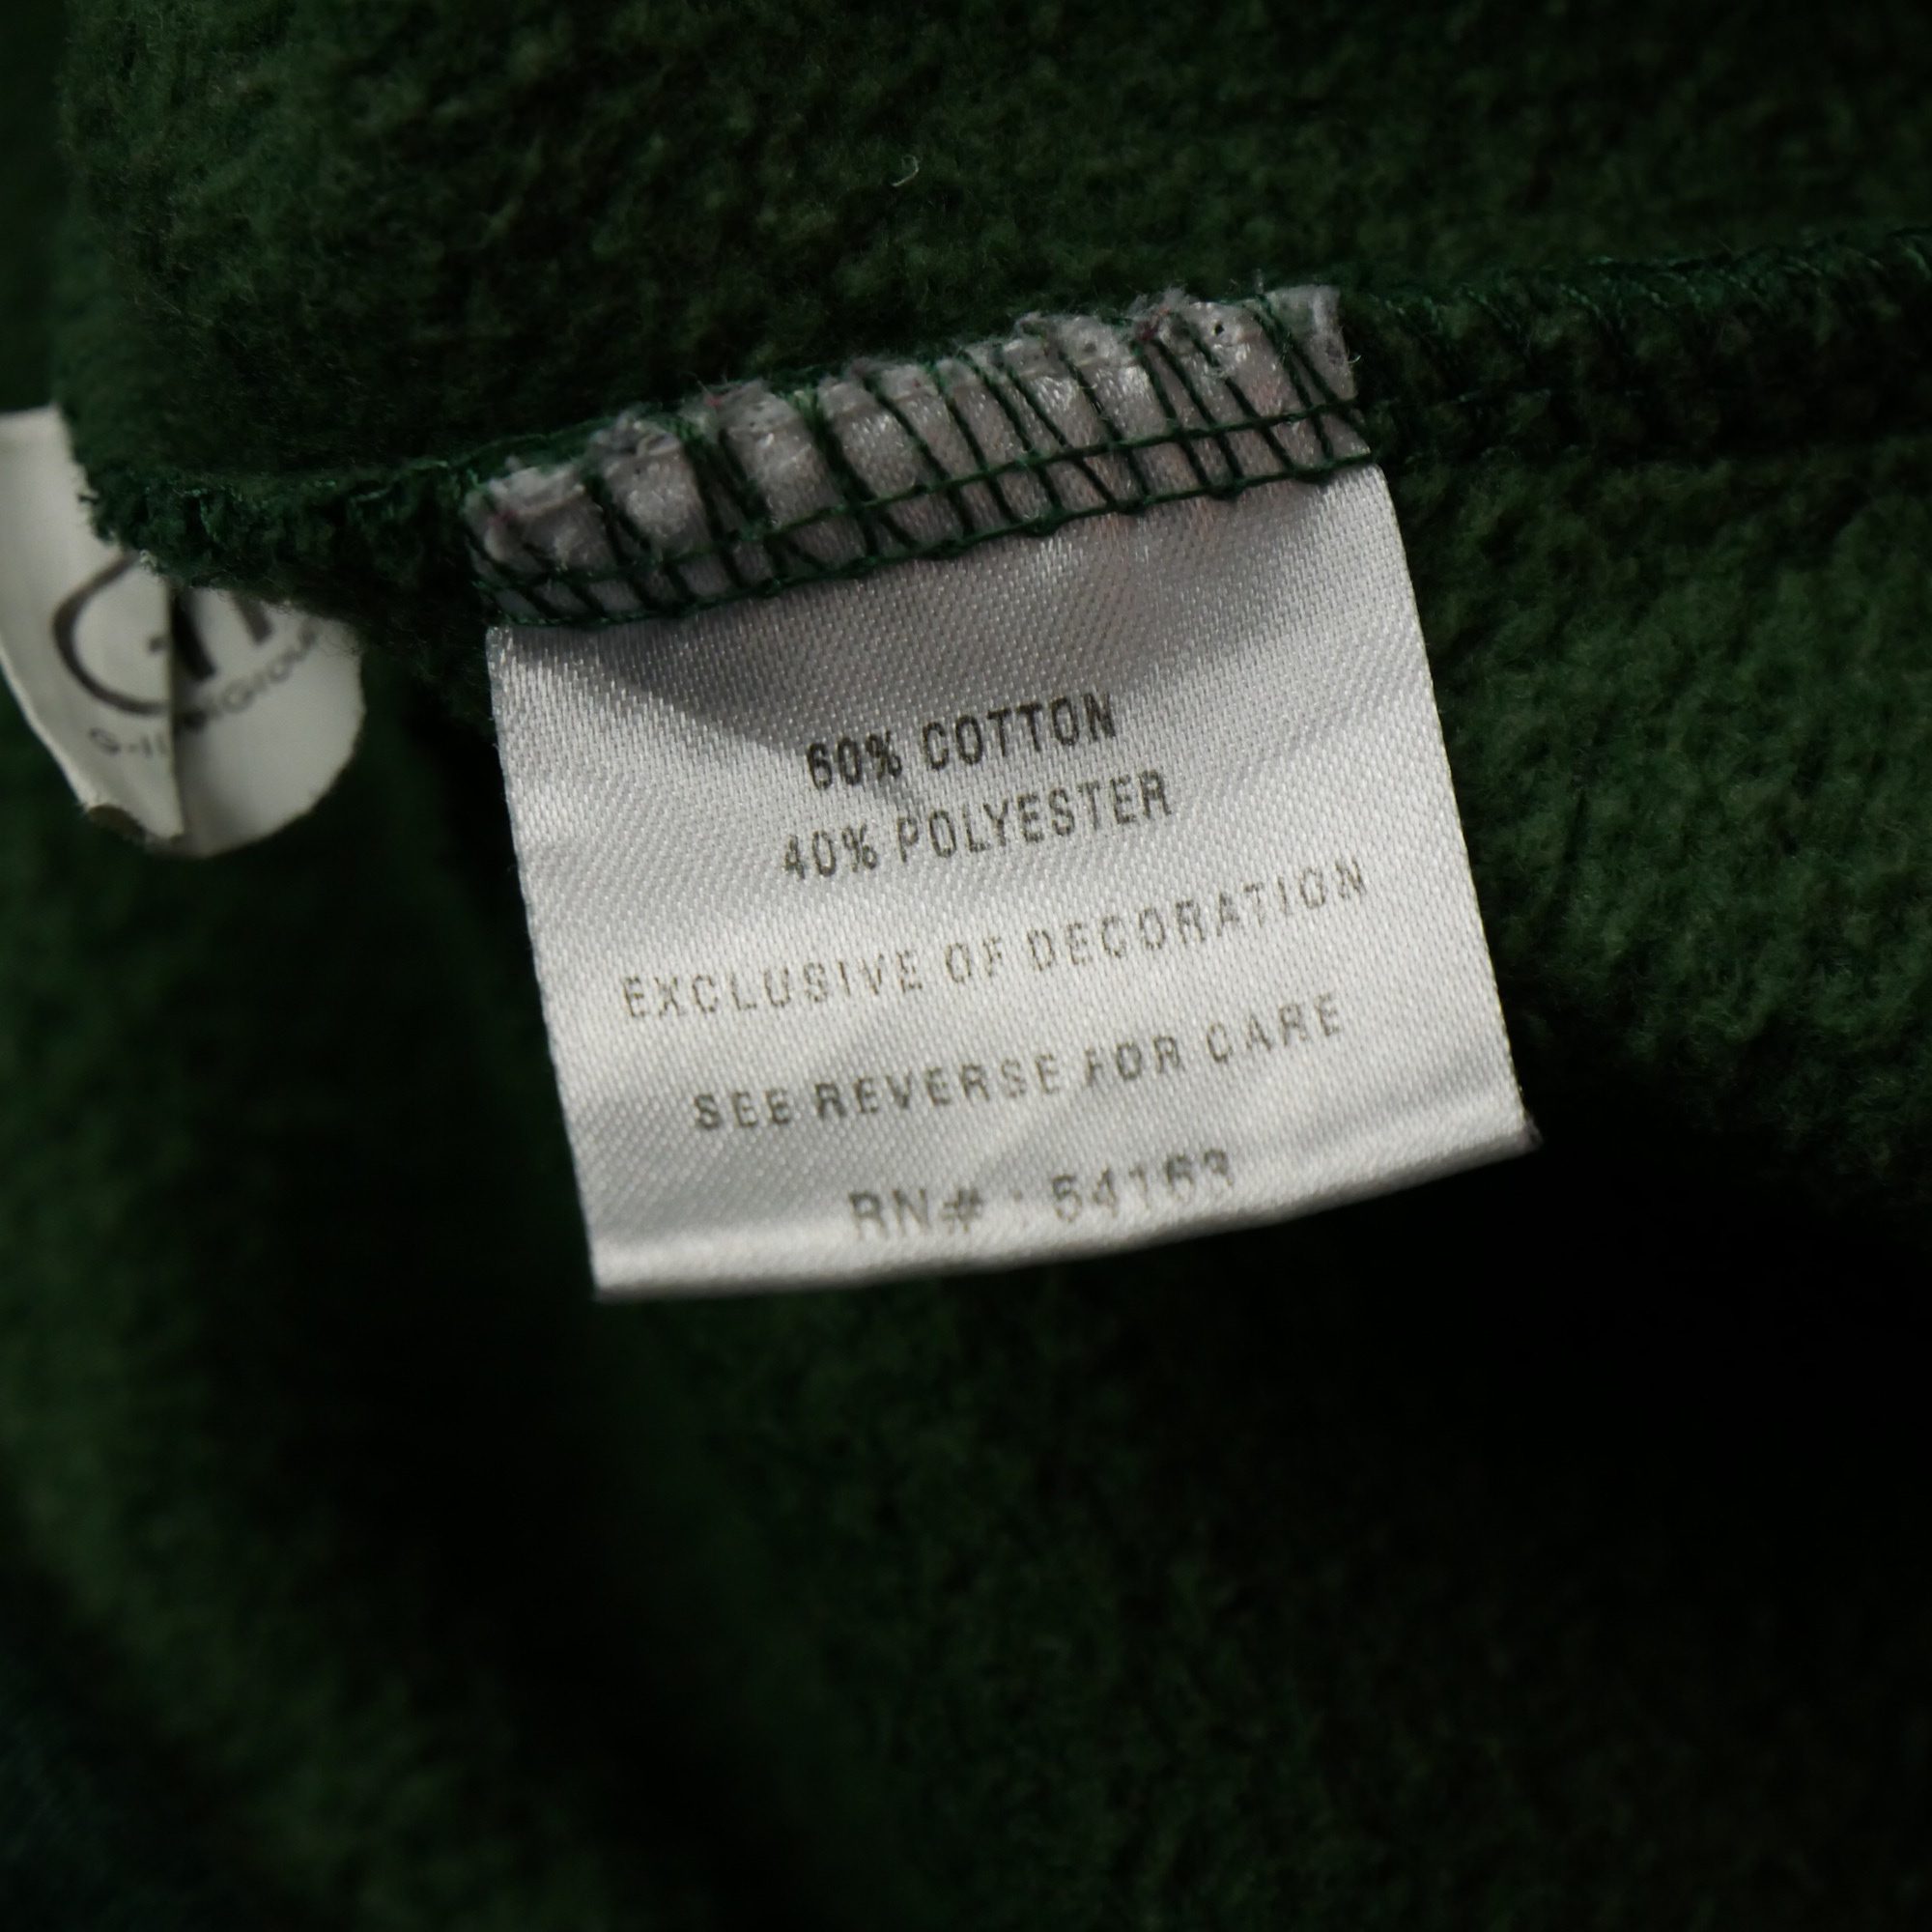 60% COTTON
40% POLYESTER
EXCLUSIVE OF DECORATION
SEE REVERSE FOR CARE
RN# : 54163